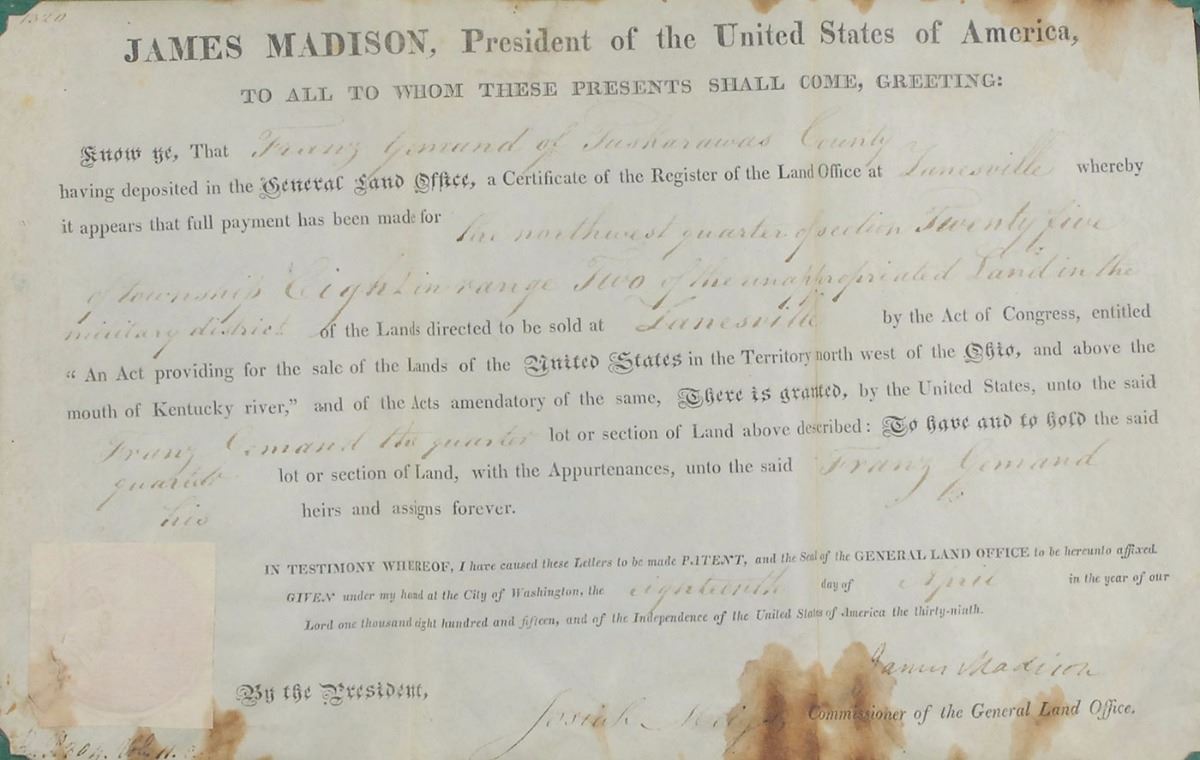 1320
JAMES MADISON, President of the United States of America,
TO ALL TO WHOM THESE PRESENTS SHALL COME, GREETING:
Know ye, That Franz Gemand of Tuskarawas County
having deposited in the General Land Office, a Certificate of the Register of the Land Office at Zanesville whereby
it appears that full payment has been made for the northwest quarter of section Twenty five
of township Eight in range Two of the unappropriated Land in the
military district of the Lands directed to be sold at Zanesville by the Act of Congress, entitled
“ An Act providing for the sale of the Lands of the United States in the Territory north west of the Ohio, and above the
mouth of Kentucky river,” and of the Acts amendatory of the same, There is granted, by the United States, unto the said
Franz Gemand the quarter lot or section of Land above described: To have and to hold the said
quarter lot or section of Land, with the Appurtenances, unto the said Franz Gemand
his heirs and assigns forever.
IN TESTIMONY WHEREOF, I have caused these Letters to be made PATENT, and the Seal of the GENERAL LAND OFFICE to be hereunto affixed.
GIVEN under my hand at the City of Washington, the eighteenth day of April in the year of our
Lord one thousand eight hundred and fifteen, and of the Independence of the United States of America the thirty-ninth.
James Madison
By the President,
Josiah Meigs Commissioner of the General Land Office.